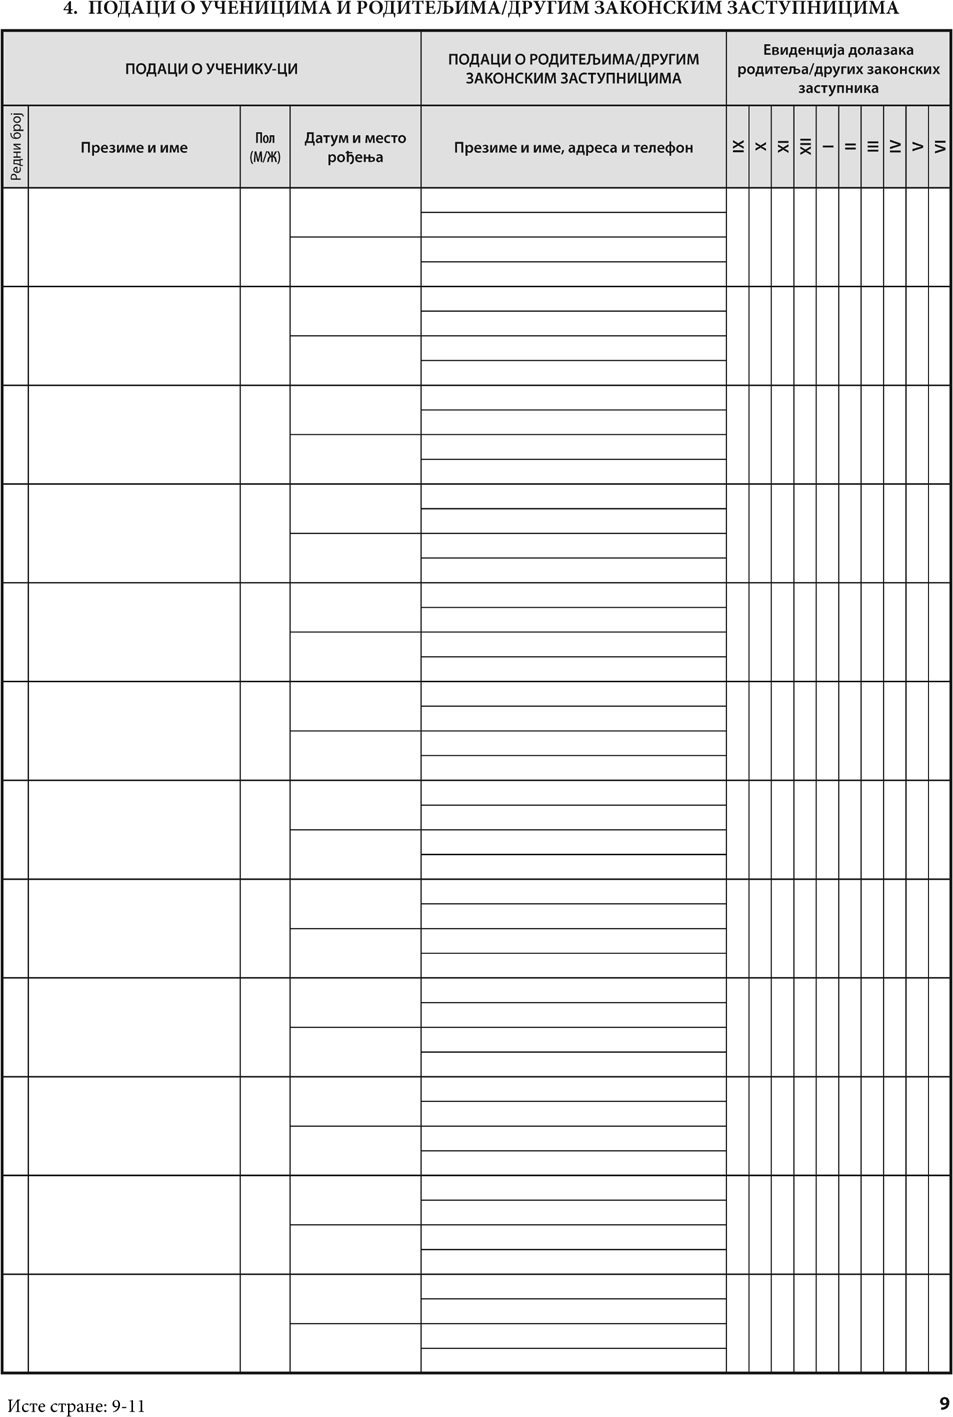 4. ПОДАЦИ О УЧЕНИЦИМА И РОДИТЕЉИМА/ДРУГИМ ЗАКОНСКИМ ЗАСТУПНИЦИМА
ПОДАЦИ О УЧЕНИКУ-ЦИ
ПОДАЦИ О РОДИТЕЉИМА/ДРУГИМ
ЗАКОНСКИМ ЗАСТУПНИЦИМА
Евиденција долазака
родитеља/других законских
заступника
Редни број
Презиме и име
Пол
(М/Ж)
Датум и место
рођења
Презиме и име, адреса и телефон
IX
X
XI
XII
I
II
III
IV
V
VI
Исте стране: 9-11
9